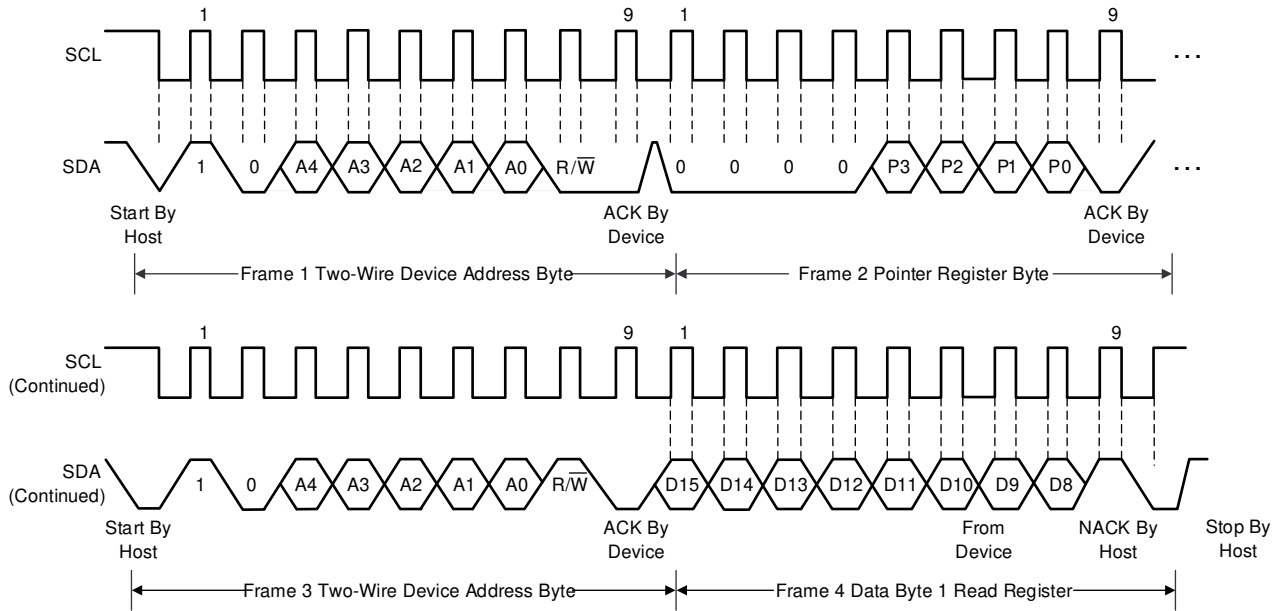 1 9 1 9
SCL ...
SDA 1 0 A4 A3 A2 A1 A0 R/W̅ 0 0 0 0 P3 P2 P1 P0 ...
Start By
Host
ACK By
Device
ACK By
Device
Frame 1 Two-Wire Device Address Byte
Frame 2 Pointer Register Byte
1 9 1 9
SCL
(Continued)
SDA
(Continued)
1 0 A4 A3 A2 A1 A0 R/W̅ D15 D14 D13 D12 D11 D10 D9 D8
Start By
Host
ACK By
Device
From
Device
NACK By
Host
Stop By
Host
Frame 3 Two-Wire Device Address Byte
Frame 4 Data Byte 1 Read Register